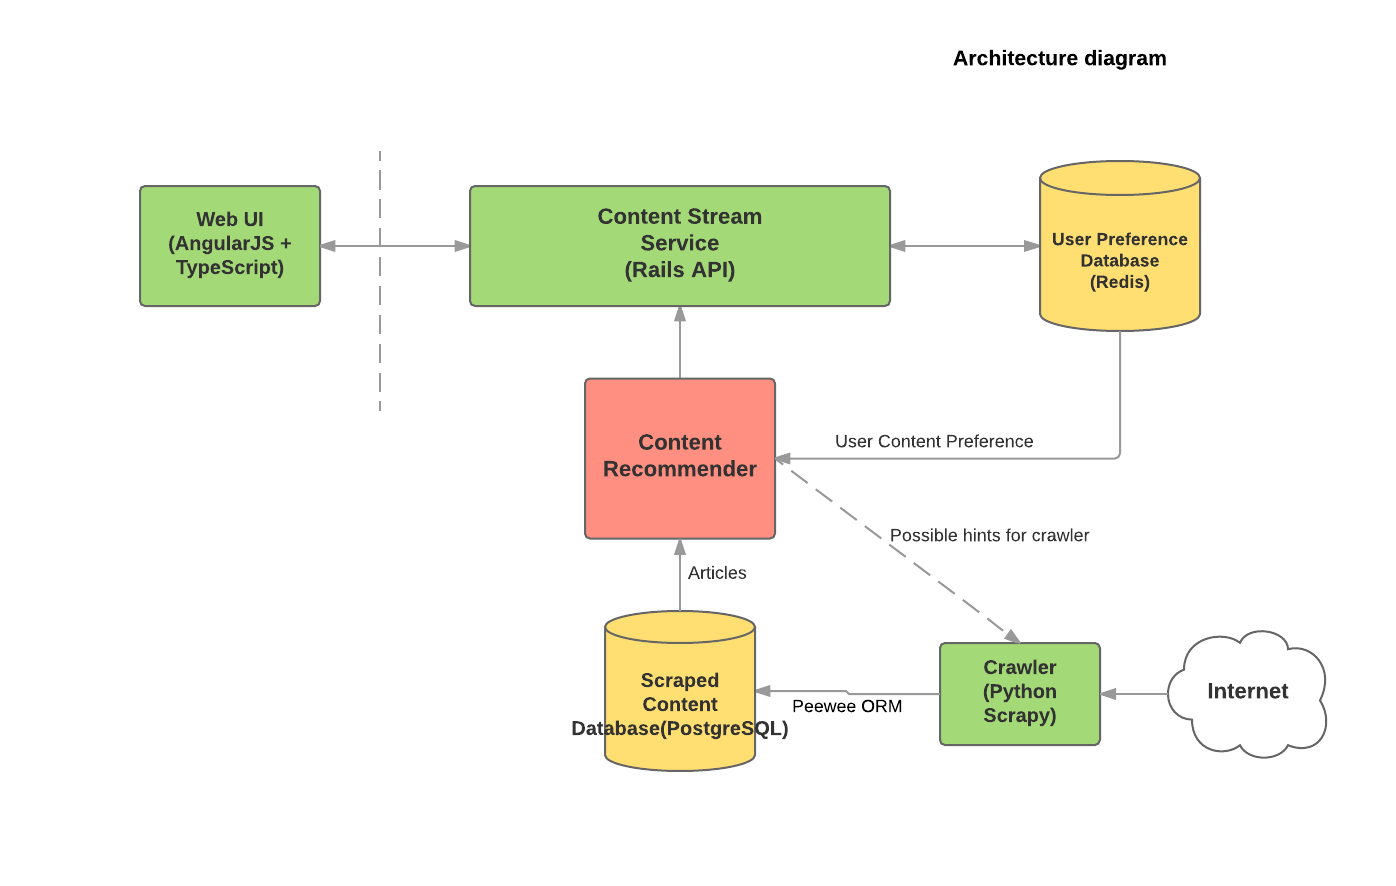 Architecture diagram
Web UI
(AngularJS +
TypeScript)
Content Stream
Service
(Rails API)
User Preference
Database
(Redis)
Content
Recommender
User Content Preference
Possible hints for crawler
Articles
Scraped
Content
Database(PostgreSQL)
Peewee ORM
Crawler
(Python
Scrapy)
Internet